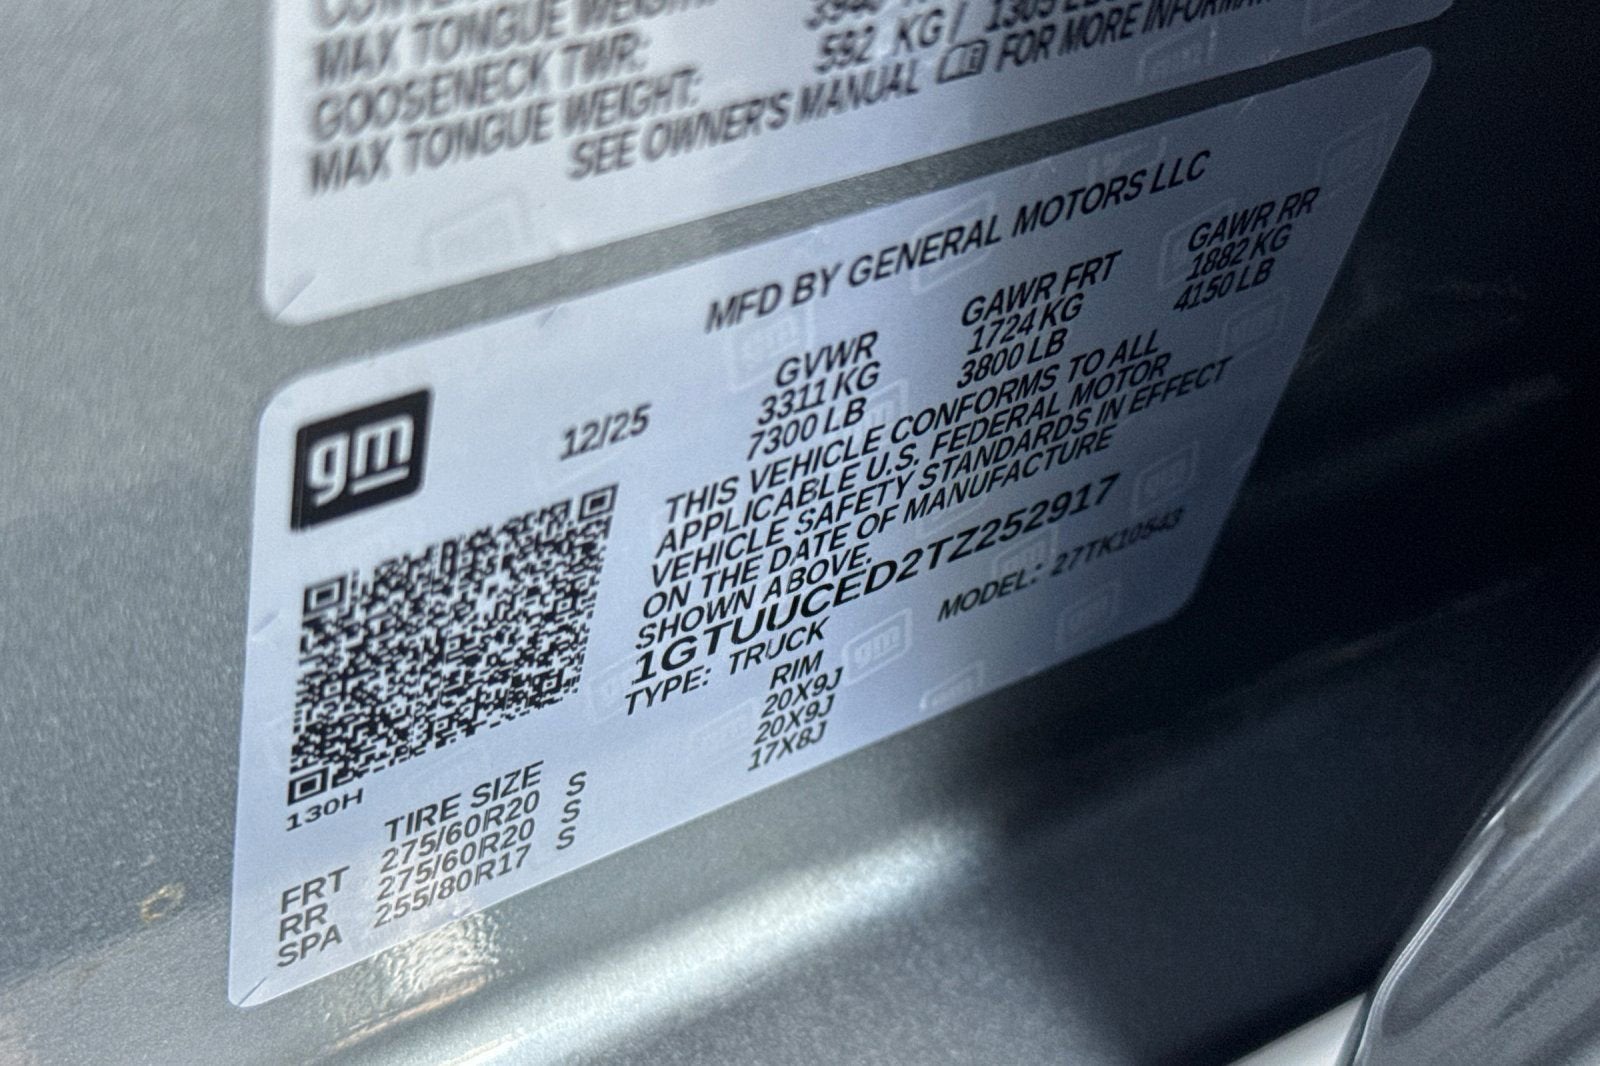 MAX TONGUE WEIGHT:
GOOSENECK TWR:
MAX TONGUE WEIGHT: 592 KG /
SEE OWNER'S MANUAL FOR MORE
MFD BY GENERAL MOTORS LLC
gm
12/25
GVWR GAWR FRT GAWR RR
3311 KG 1724 KG 1882 KG
7300 LB 3800 LB 4150 LB
THIS VEHICLE CONFORMS TO ALL
APPLICABLE U.S. FEDERAL MOTOR
VEHICLE SAFETY STANDARDS IN EFFECT
ON THE DATE OF MANUFACTURE
SHOWN ABOVE.
1GTUUCED2TZ252917
TYPE: TRUCK MODEL:
130H
TIRE SIZE RIM
FRT 275/60R20 S 20X9J
RR 275/60R20 S 20X9J
SPA 255/80R17 S 17X8J